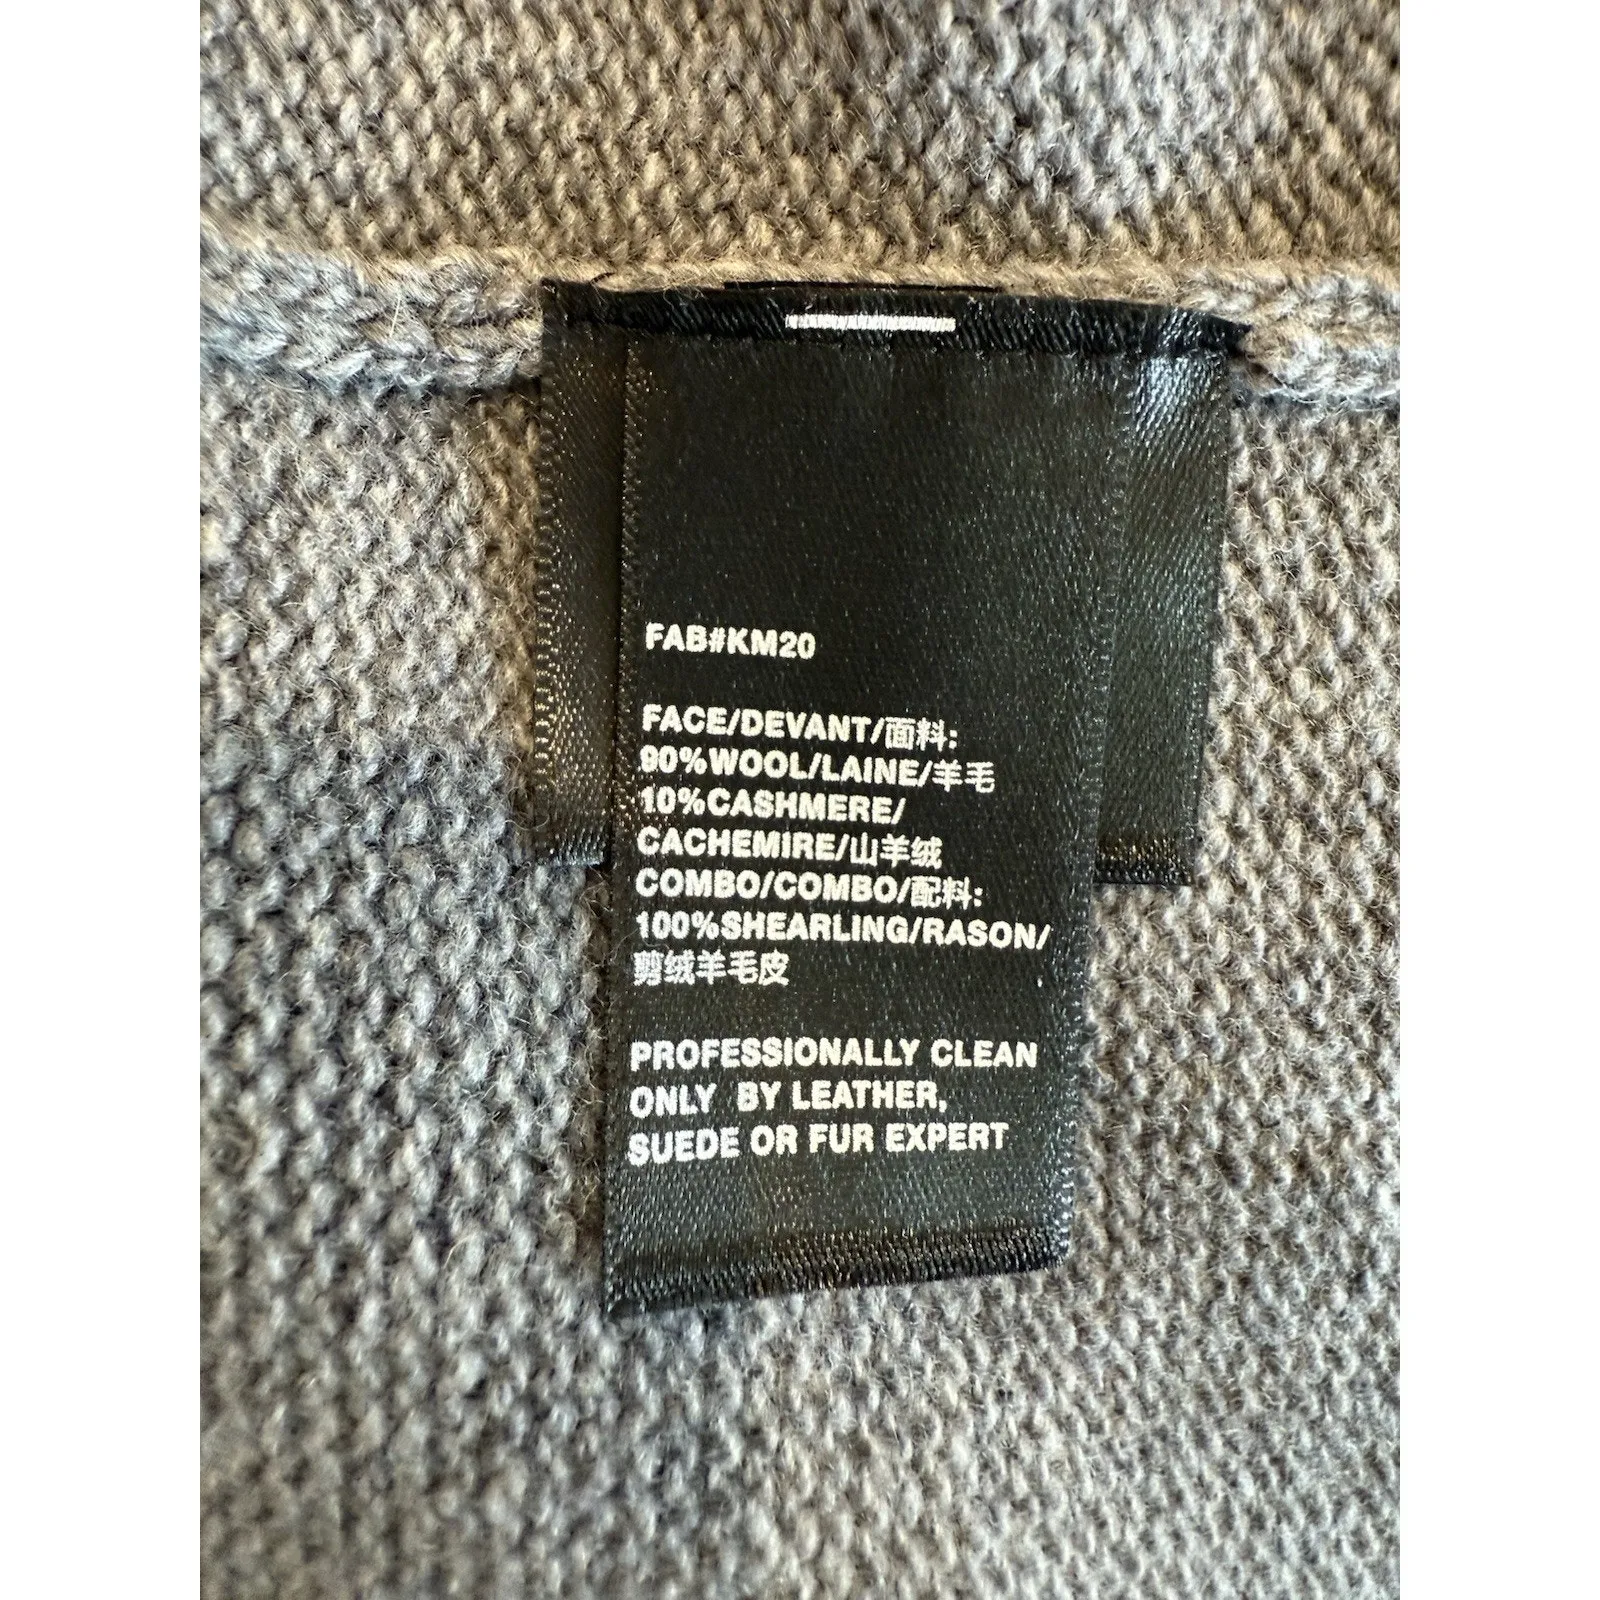 FAB#KM20
FACE/DEVANT/面料:
90%WOOL/LAINE/羊毛
10%CASHMERE/
CACHEMIRE/山羊绒
COMBO/COMBO/配料:
100%SHEARLING/RASON/
剪绒羊毛皮
PROFESSIONALLY CLEAN
ONLY BY LEATHER,
SUEDE OR FUR EXPERT